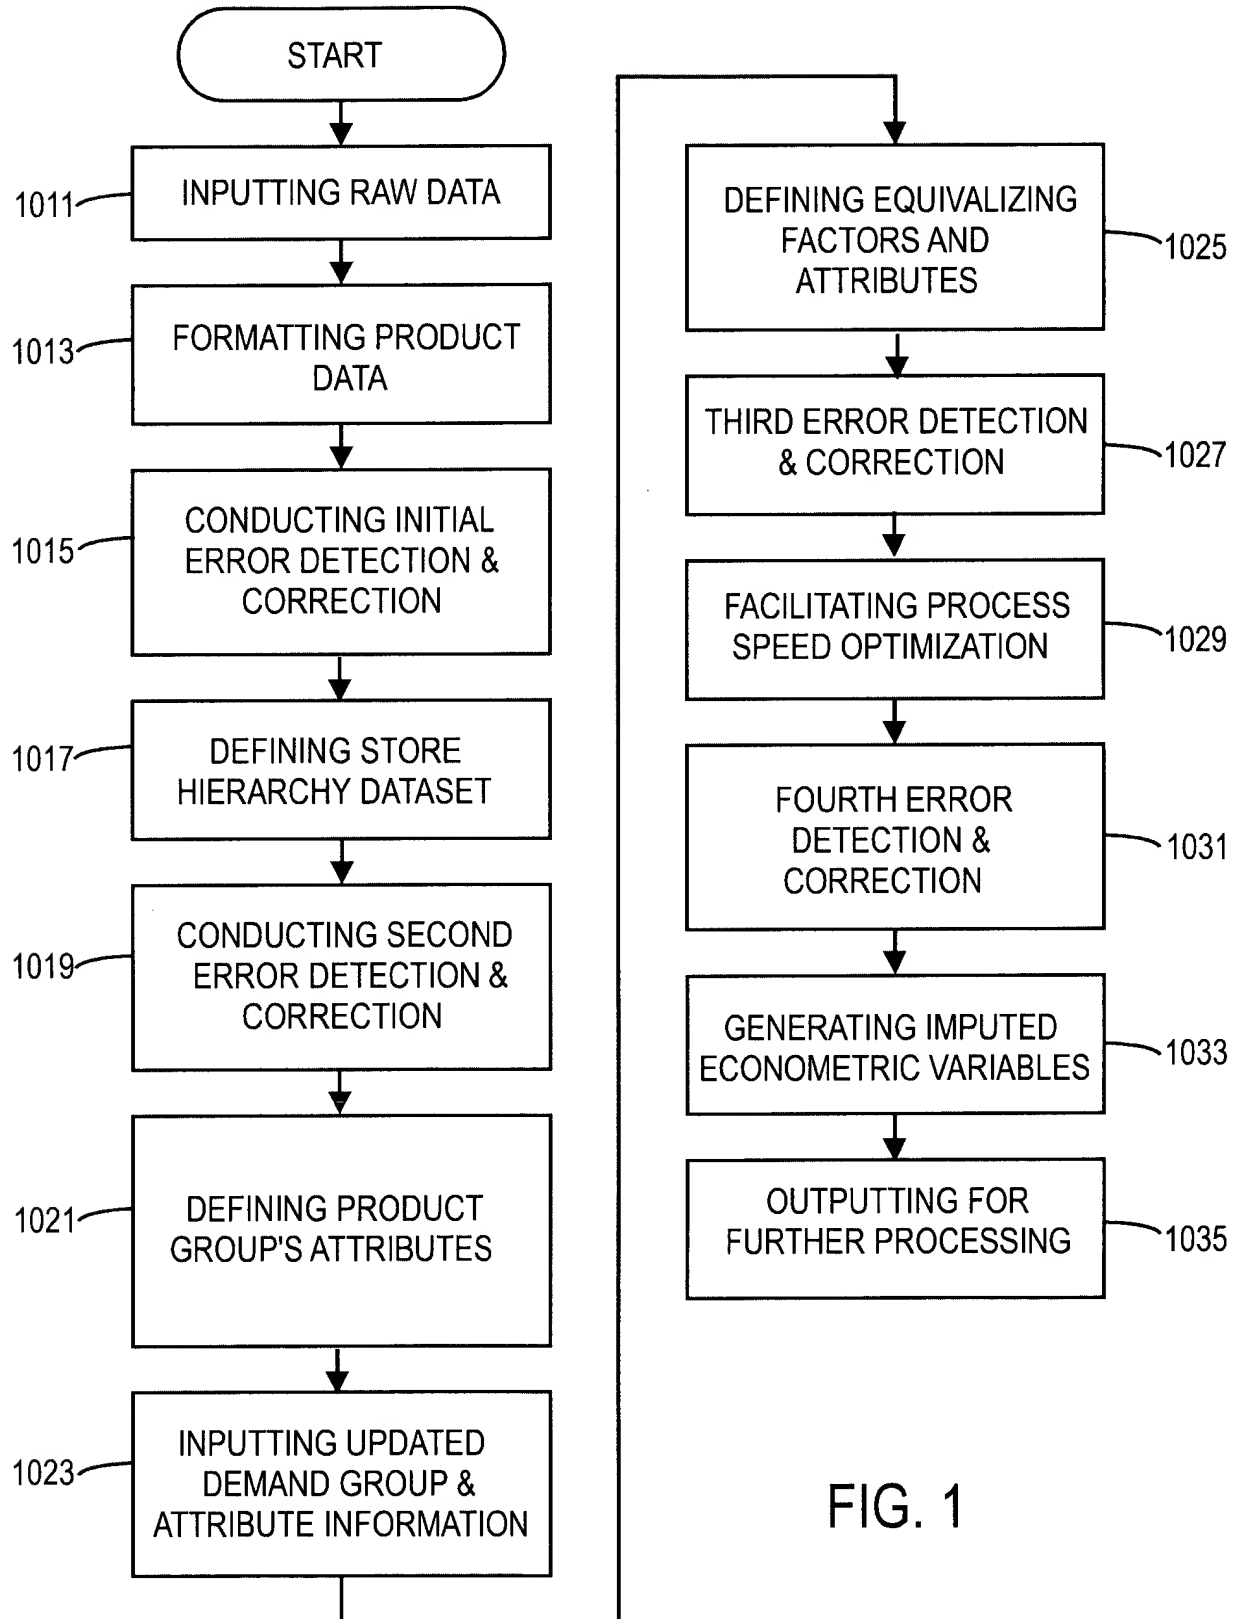 START
1011
INPUTTING RAW DATA
1013
FORMATTING PRODUCT
DATA
1015
CONDUCTING INITIAL
ERROR DETECTION &
CORRECTION
1017
DEFINING STORE
HIERARCHY DATASET
1019
CONDUCTING SECOND
ERROR DETECTION &
CORRECTION
1021
DEFINING PRODUCT
GROUP'S ATTRIBUTES
1023
INPUTTING UPDATED
DEMAND GROUP &
ATTRIBUTE INFORMATION
DEFINING EQUIVALIZING
FACTORS AND
ATTRIBUTES
1025
THIRD ERROR DETECTION
& CORRECTION
1027
FACILITATING PROCESS
SPEED OPTIMIZATION
1029
FOURTH ERROR
DETECTION &
CORRECTION
1031
GENERATING IMPUTED
ECONOMETRIC VARIABLES
1033
OUTPUTTING FOR
FURTHER PROCESSING
1035
FIG. 1